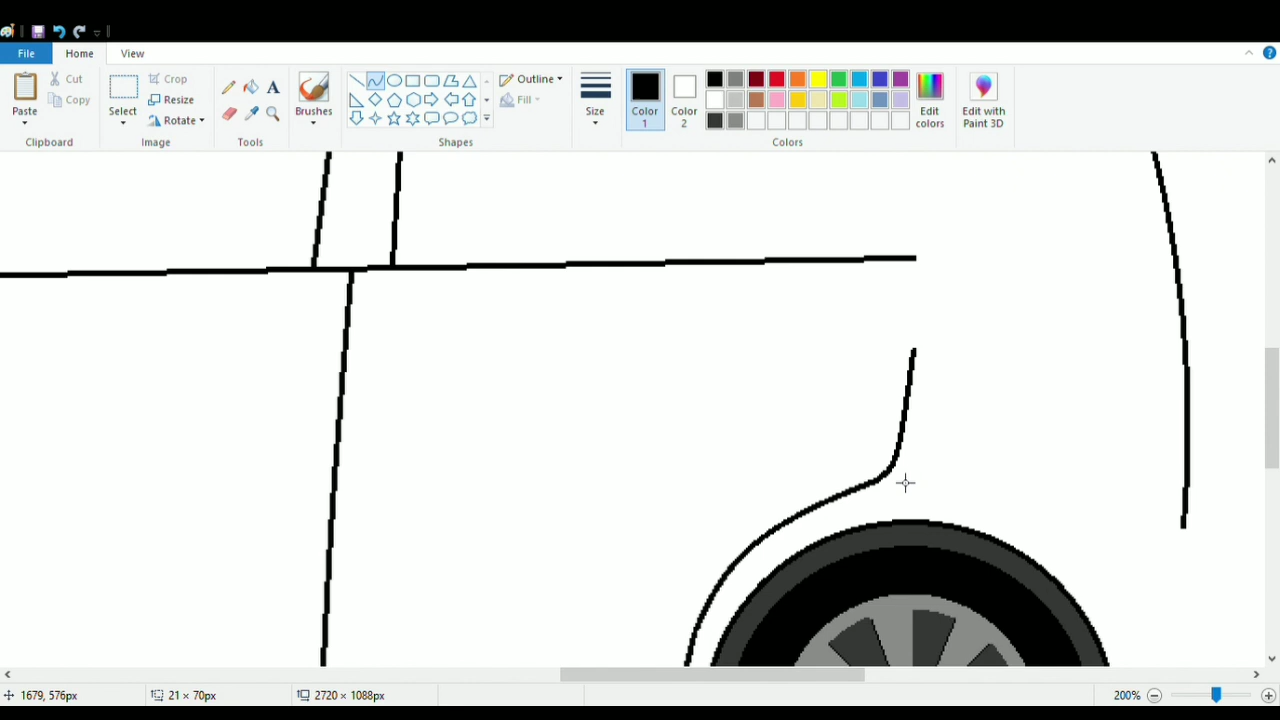 File Home View
Paste Cut Copy
Clipboard
Select Crop Resize Rotate
Image
A
Tools
Brushes
Outline Fill
Shapes
Size
Color 1
Color 2
Edit colors
Colors
Edit with Paint 3D
?
1679, 576px 21 × 70px 2720 × 1088px 200%